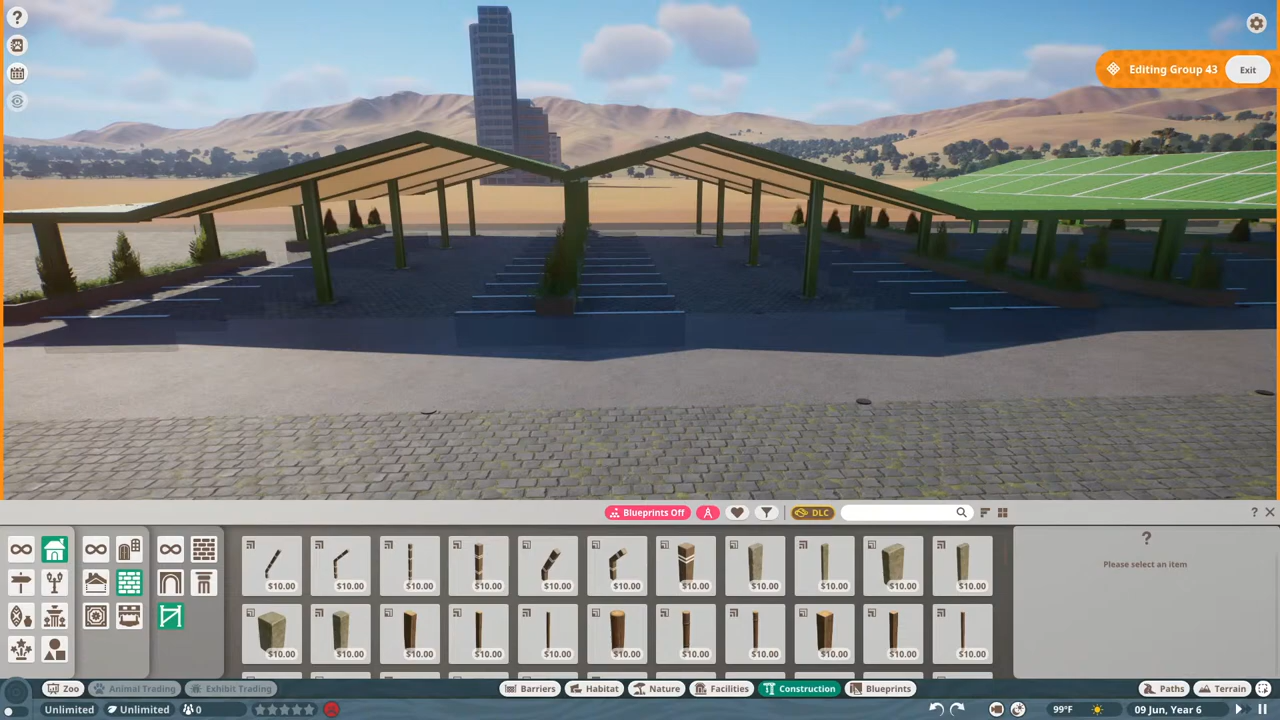 ?
Editing Group 43
Exit
Blueprints Off
DLC
? ×
$10.00 $10.00 $10.00 $10.00 $10.00 $10.00 $10.00 $10.00 $10.00 $10.00 $10.00
$10.00 $10.00 $10.00 $10.00 $10.00 $10.00 $10.00 $10.00 $10.00 $10.00 $10.00
?
Please select an item
Zoo Animal Trading Exhibit Trading Barriers Habitat Nature Facilities Construction Blueprints Paths Terrain
Unlimited Unlimited 0 99°F 09 Jun, Year 6